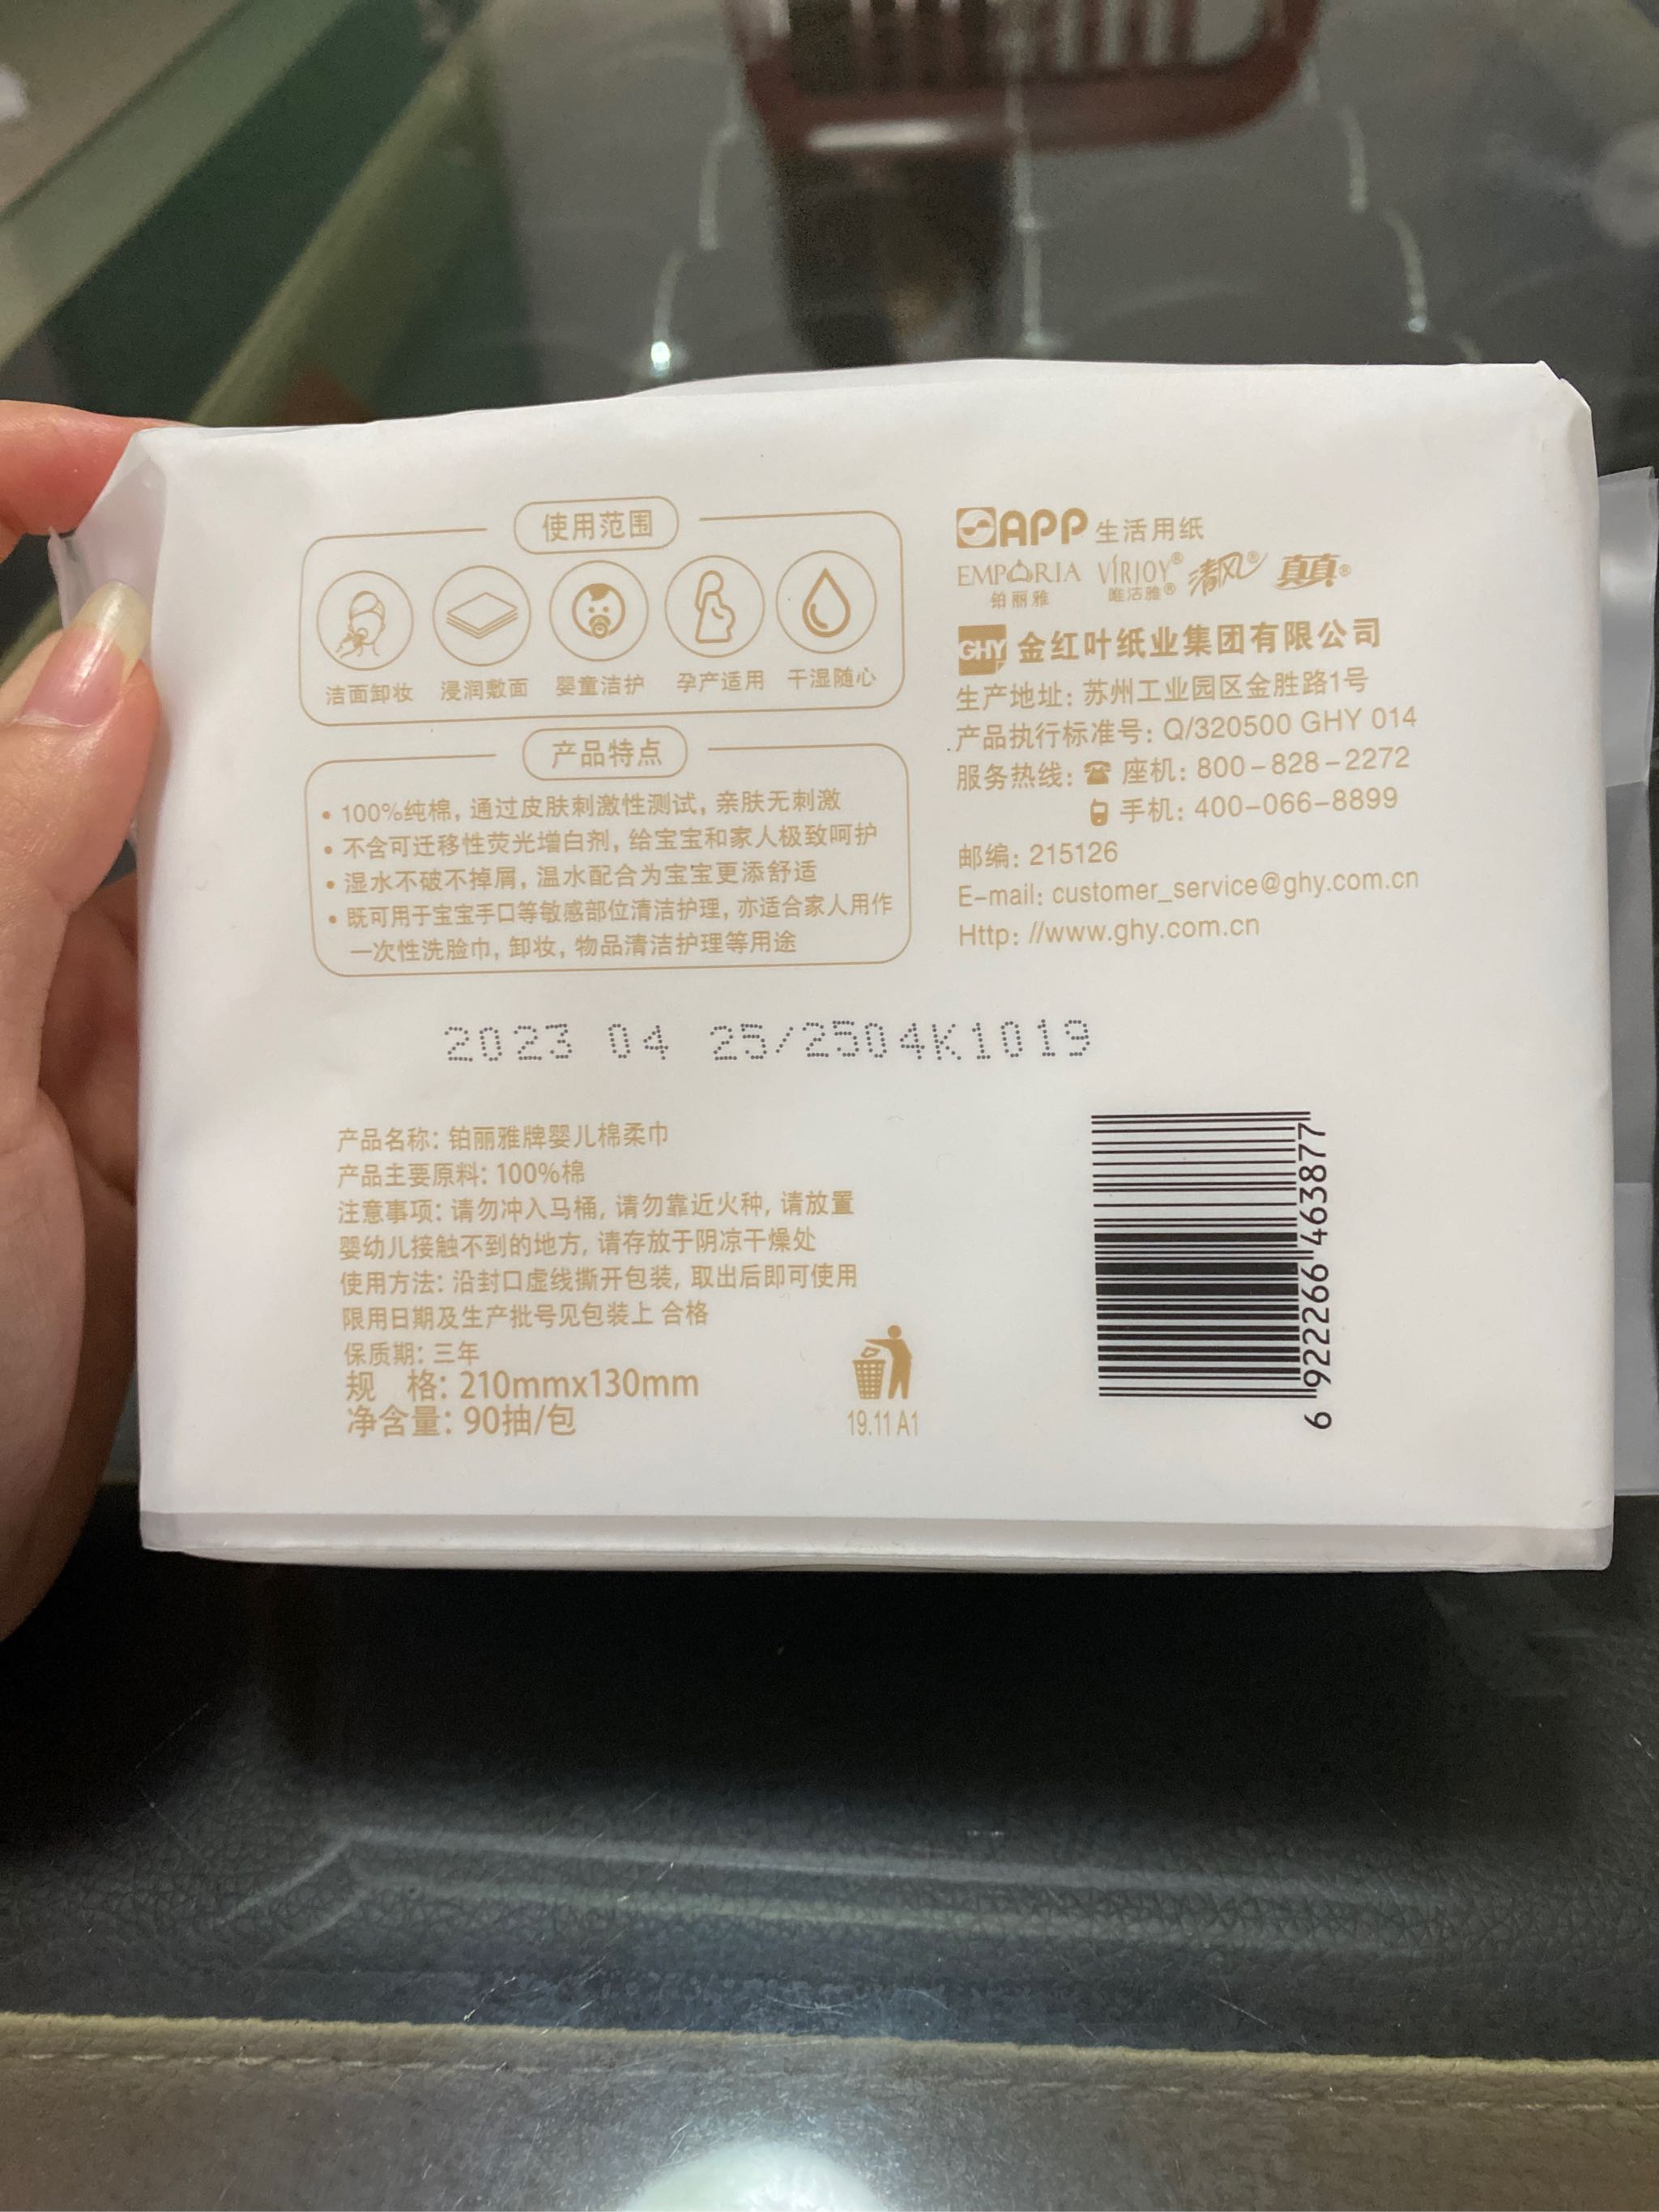 使用范围
洁面卸妆 浸润敷面 婴童洁护 孕产适用 干湿随心
产品特点
• 100%纯棉，通过皮肤刺激性测试，亲肤无刺激
• 不含可迁移性荧光增白剂，给宝宝和家人极致呵护
• 湿水不破不掉屑，温水配合为宝宝更添舒适
• 既可用于宝宝手口等敏感部位清洁护理，亦适合家人用作
一次性洗脸巾，卸妆，物品清洁护理等用途
APP 生活用纸
EMPORIA VIRJOY® 清风® 真真®
铂丽雅 唯洁雅®
GHY 金红叶纸业集团有限公司
生产地址：苏州工业园区金胜路1号
产品执行标准号：Q/320500 GHY 014
服务热线：座机：800-828-2272
手机：400-066-8899
邮编：215126
E-mail: customer_service@ghy.com.cn
Http: //www.ghy.com.cn
2023 04 25/2504K1019
产品名称：铂丽雅牌婴儿棉柔巾
产品主要原料：100%棉
注意事项：请勿冲入马桶，请勿靠近火种，请放置
婴幼儿接触不到的地方，请存放于阴凉干燥处
使用方法：沿封口虚线撕开包装，取出后即可使用
限用日期及生产批号见包装上 合格
保质期：三年
规 格：210mmx130mm
净含量：90抽/包
19.11 A1
6 922266 463877